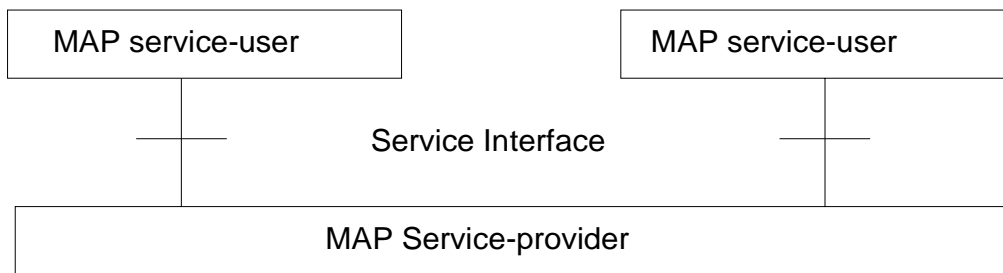 MAP service-user
MAP service-user
Service Interface
MAP Service-provider